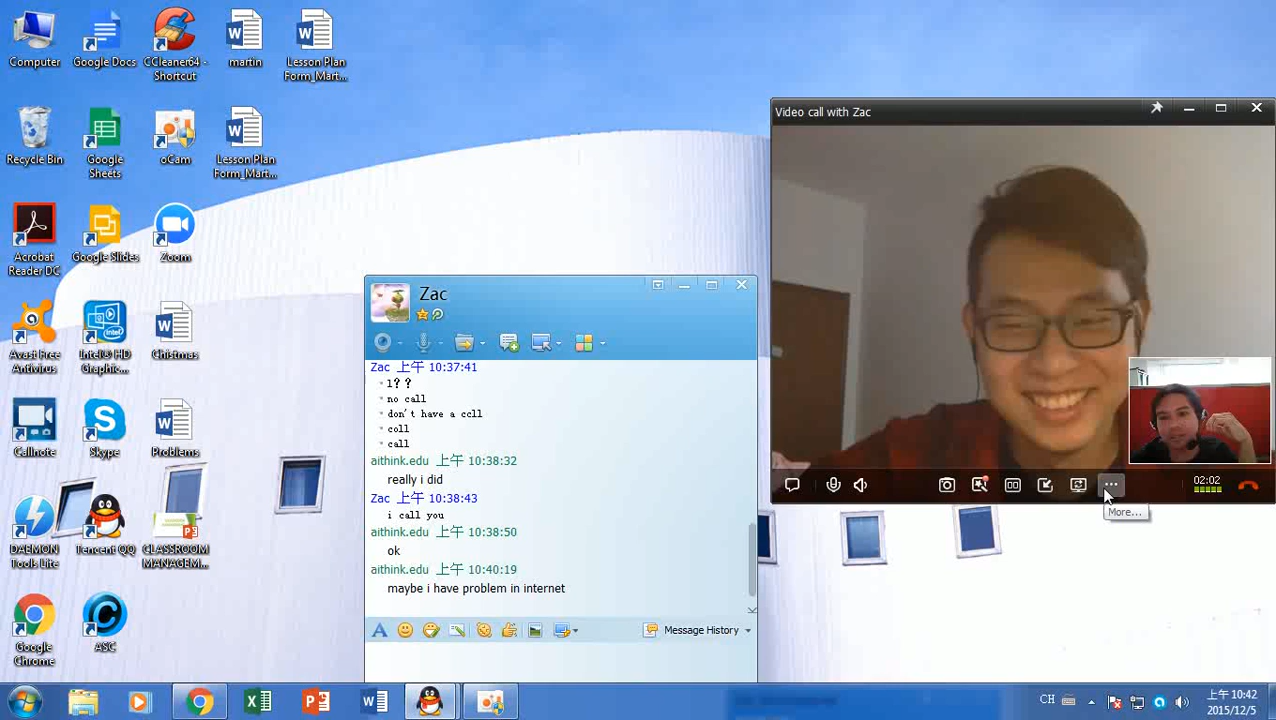 Computer
Google Docs
CCleaner64 -
Shortcut
martin
Lesson Plan
Form_Mart...
Recycle Bin
Google
Sheets
oCam
Lesson Plan
Form_Mart...
Acrobat
Reader DC
Google Slides
Zoom
Avast Free
Antivirus
Intel® HD
Graphic...
Chistmas
Callnote
Skype
Problems
DAEMON
Tools Lite
Tencent QQ
CLASSROOM
MANAGEM...
Google
Chrome
ASC
Video call with Zac
02:02
More...
Zac
Zac 上午 10:37:41
l??
no call
don't have a ccll
coll
call
aithink.edu 上午 10:38:32
really i did
Zac 上午 10:38:43
i call you
aithink.edu 上午 10:38:50
ok
aithink.edu 上午 10:40:19
maybe i have problem in internet
Message History
CH
上午 10:42
2015/12/5